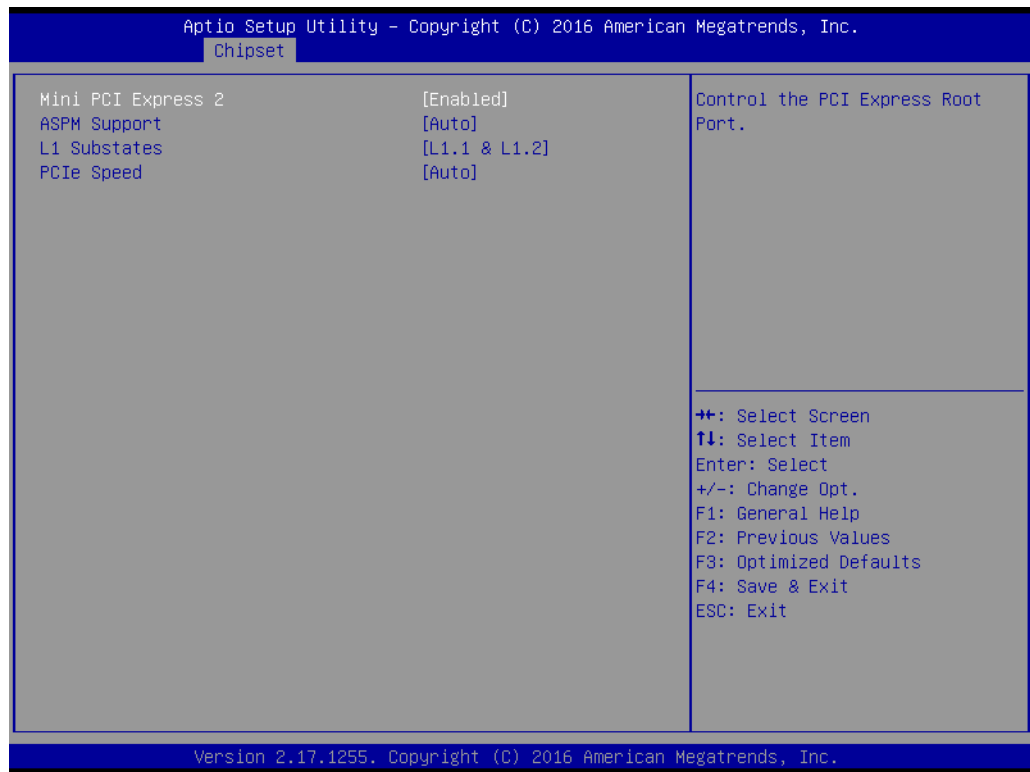 Aptio Setup Utility – Copyright (C) 2016 American Megatrends, Inc.
Chipset
Mini PCI Express 2 [Enabled]
ASPM Support [Auto]
L1 Substates [L1.1 & L1.2]
PCIe Speed [Auto]
Control the PCI Express Root
Port.
→←: Select Screen
↑↓: Select Item
Enter: Select
+/-: Change Opt.
F1: General Help
F2: Previous Values
F3: Optimized Defaults
F4: Save & Exit
ESC: Exit
Version 2.17.1255. Copyright (C) 2016 American Megatrends, Inc.